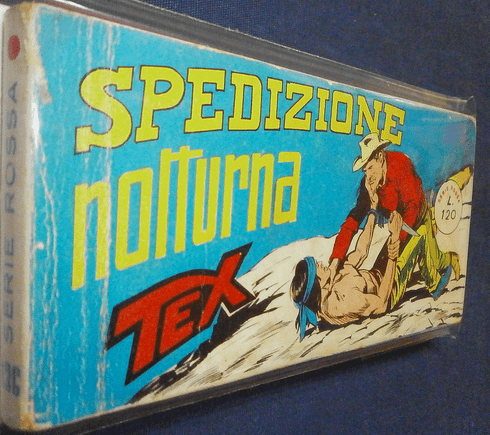 SPEDIZIONE
notturna
TEX
L.
120
SERIE ROSSA